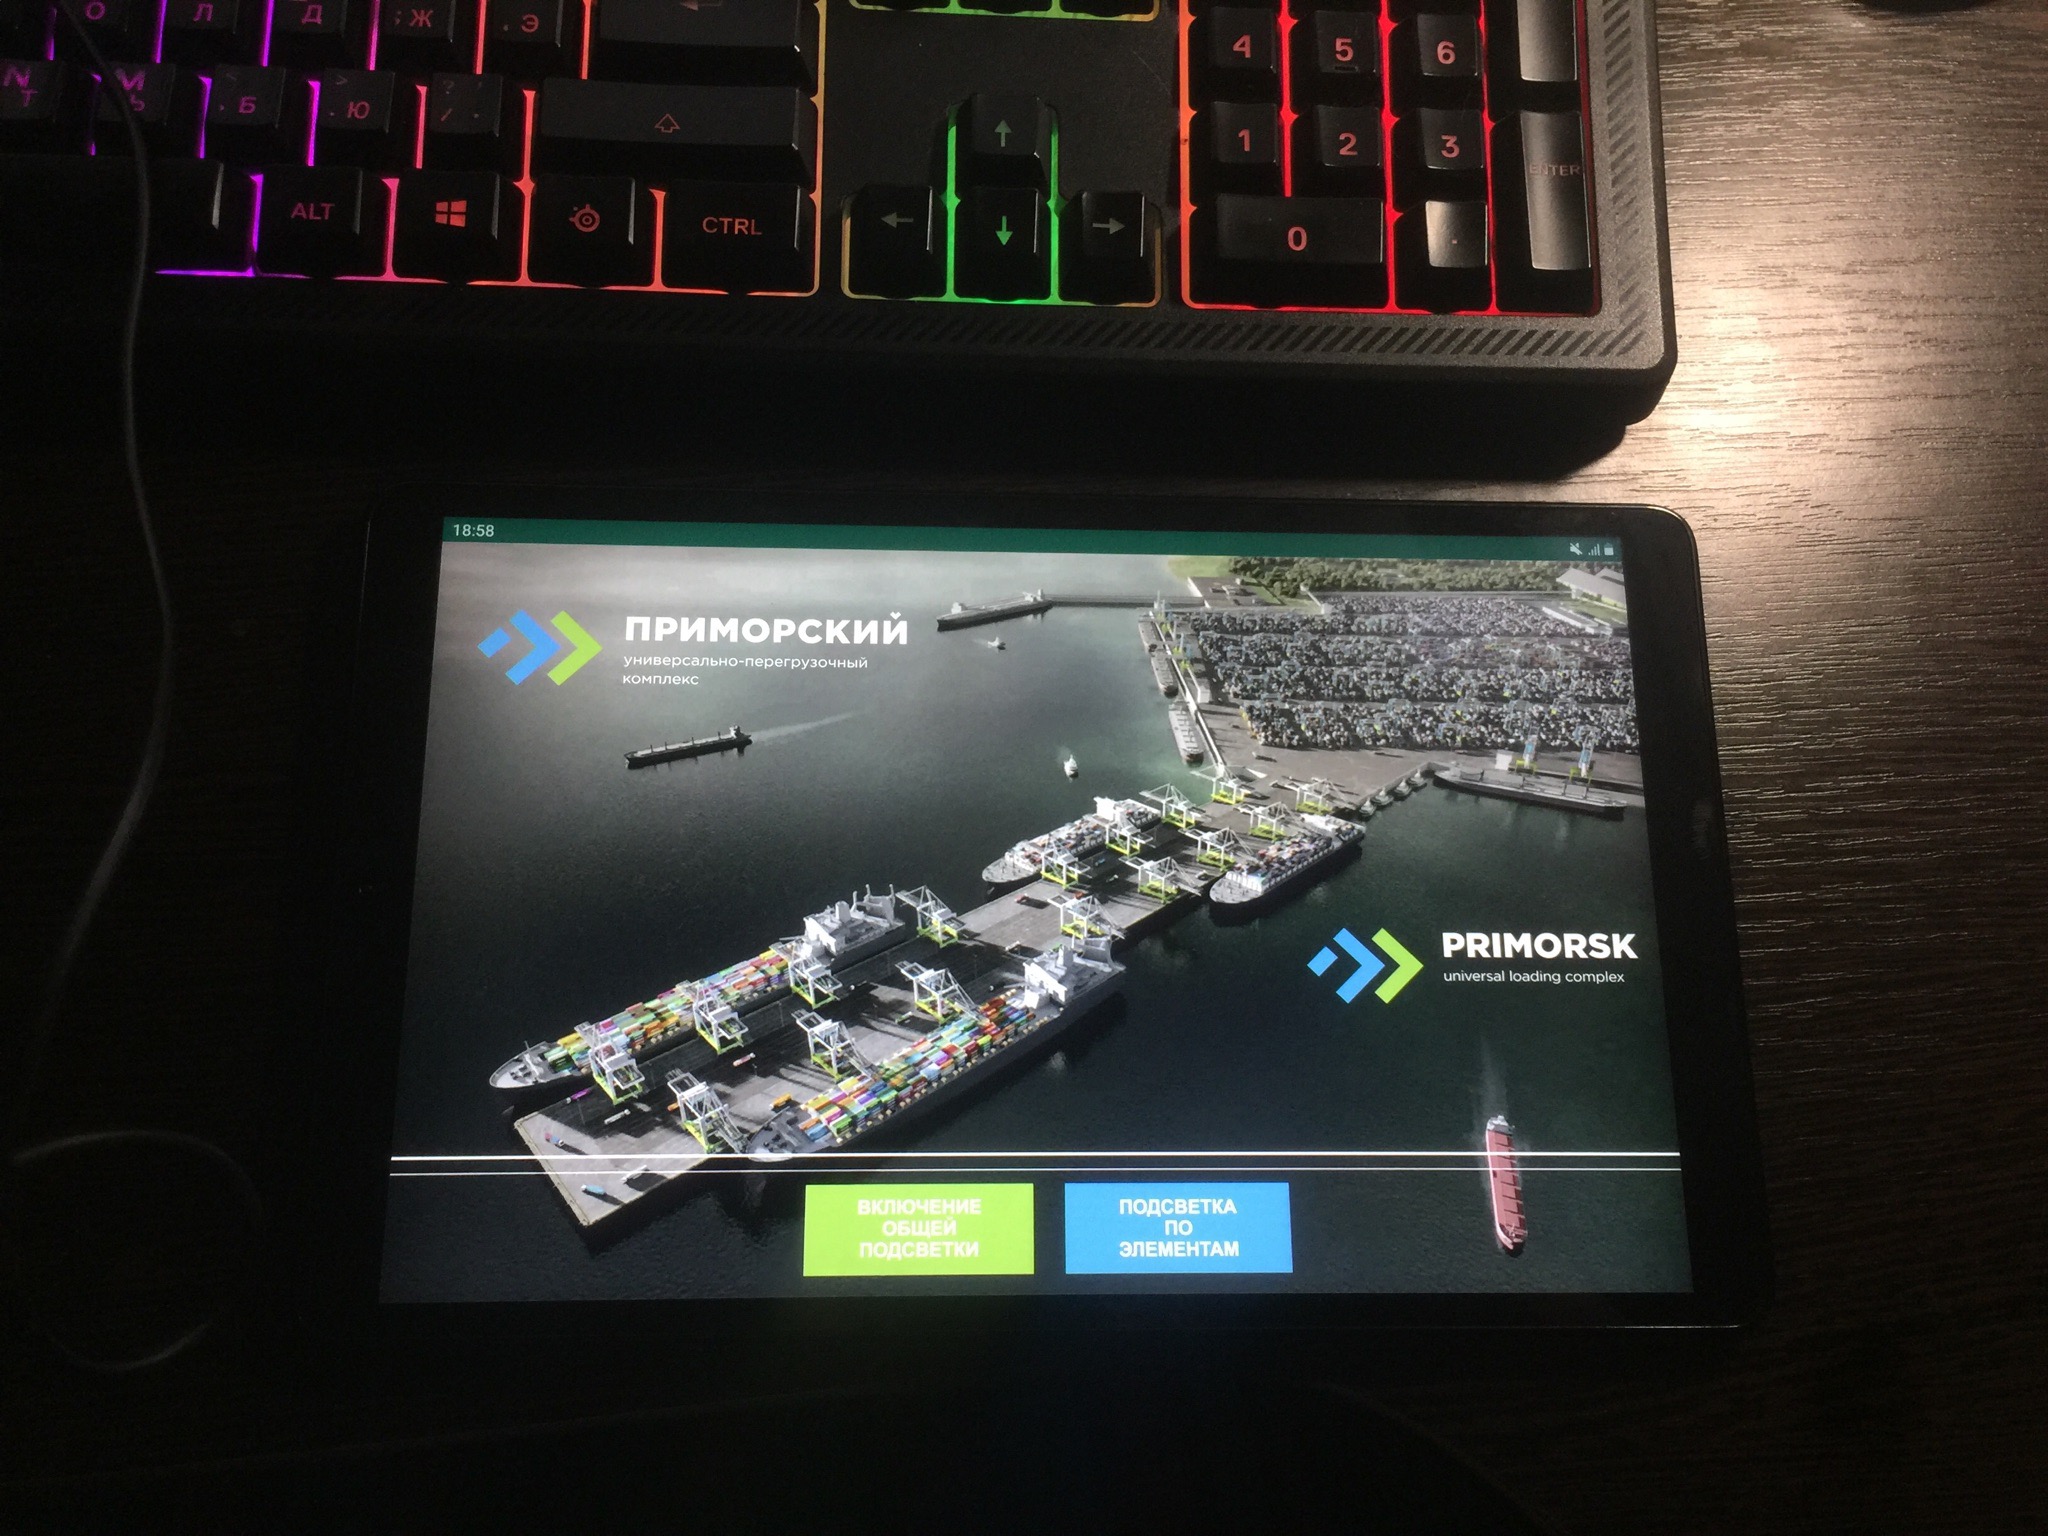 О Л Д ; Ж . Э
4 5 6
N Т М Ь , Б . Ю ? / .
1 2 3
ENTER
ALT CTRL
0 .
18:58
ПРИМОРСКИЙ
универсально-перегрузочный
комплекс
PRIMORSK
universal loading complex
ВКЛЮЧЕНИЕ
ОБЩЕЙ
ПОДСВЕТКИ
ПОДСВЕТКА
ПО
ЭЛЕМЕНТАМ